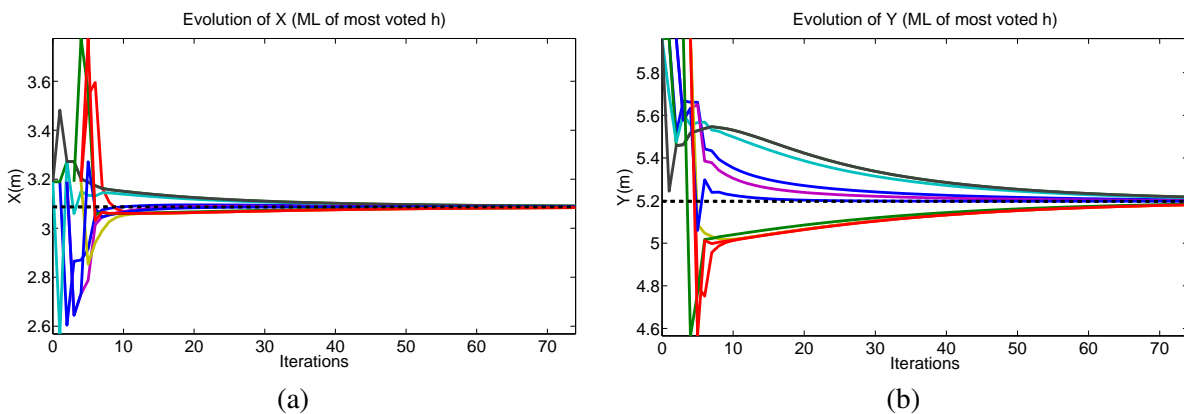 Evolution of X (ML of most voted h)
3.6
3.4
3.2
3
2.8
2.6
X(m)
0 10 20 30 40 50 60 70
Iterations
(a)
Evolution of Y (ML of most voted h)
5.8
5.6
5.4
5.2
5
4.8
4.6
Y(m)
0 10 20 30 40 50 60 70
Iterations
(b)